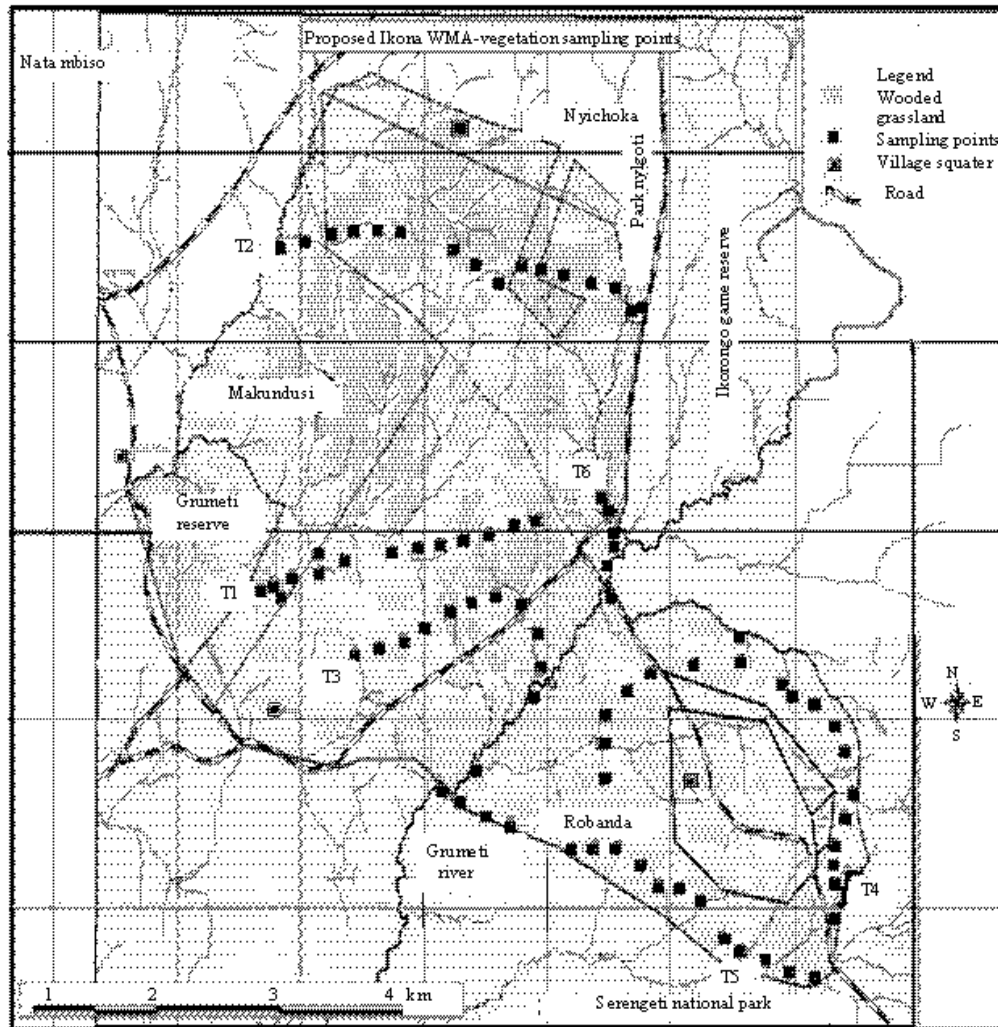 Proposed Ikona WMA-vegetation sampling points
Nata mbiso
Legend
Wooded
grassland
Sampling points
Village squater
Road
Nyichoka
Park nylgoti
Ikorongo game reserve
T2
Makundusi
T6
Grumeti
reserve
T1
T3
N
W E
S
Robanda
Grumeti
river
T4
T5
1 2 3 4 km
Serengeti national park